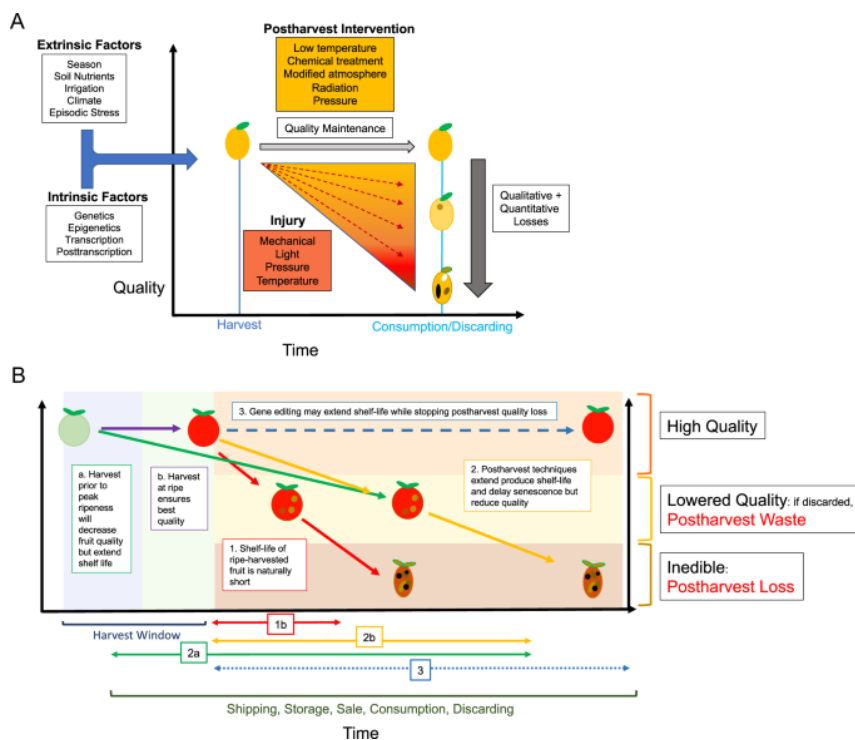 A
Extrinsic Factors
Season
Soil Nutrients
Irrigation
Climate
Episodic Stress
Intrinsic Factors
Genetics
Epigenetics
Transcription
Posttranscription
Postharvest Intervention
Low temperature
Chemical treatment
Modified atmosphere
Radiation
Pressure
Quality Maintenance
Injury
Mechanical
Light
Pressure
Temperature
Qualitative +
Quantitative
Losses
Quality
Harvest
Consumption/Discarding
Time
B
3. Gene editing may extend shelf-life while stopping postharvest quality loss
a. Harvest
prior to
peak
ripeness
will
decrease
fruit quality
but extend
shelf life
b. Harvest
at ripe
ensures
best
quality
2. Postharvest techniques
extend produce shelf-life
and delay senescence but
reduce quality
1. Shelf-life of
ripe-harvested
fruit is naturally
short
High Quality
Lowered Quality: if discarded,
Postharvest Waste
Inedible:
Postharvest Loss
Harvest Window
1b
2b
2a
3
Shipping, Storage, Sale, Consumption, Discarding
Time